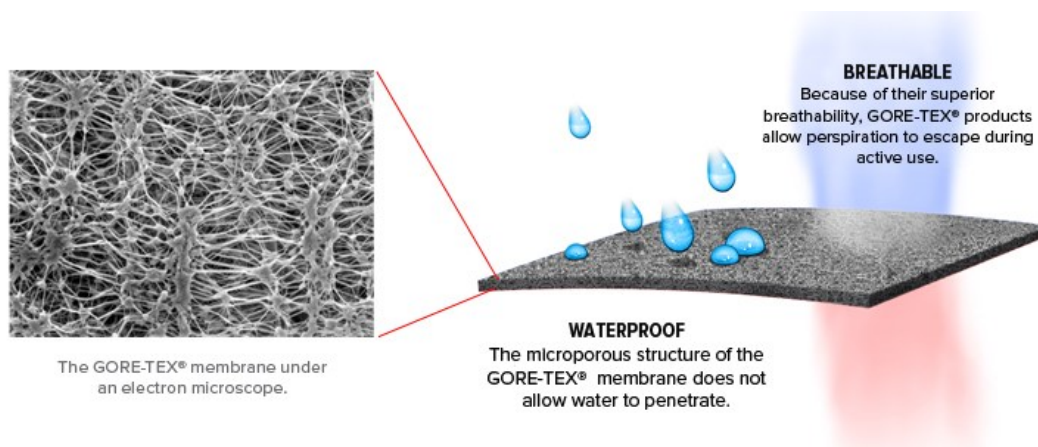 BREATHABLE
Because of their superior
breathability, GORE-TEX® products
allow perspiration to escape during
active use.
WATERPROOF
The microporous structure of the
GORE-TEX® membrane does not
allow water to penetrate.
The GORE-TEX® membrane under
an electron microscope.